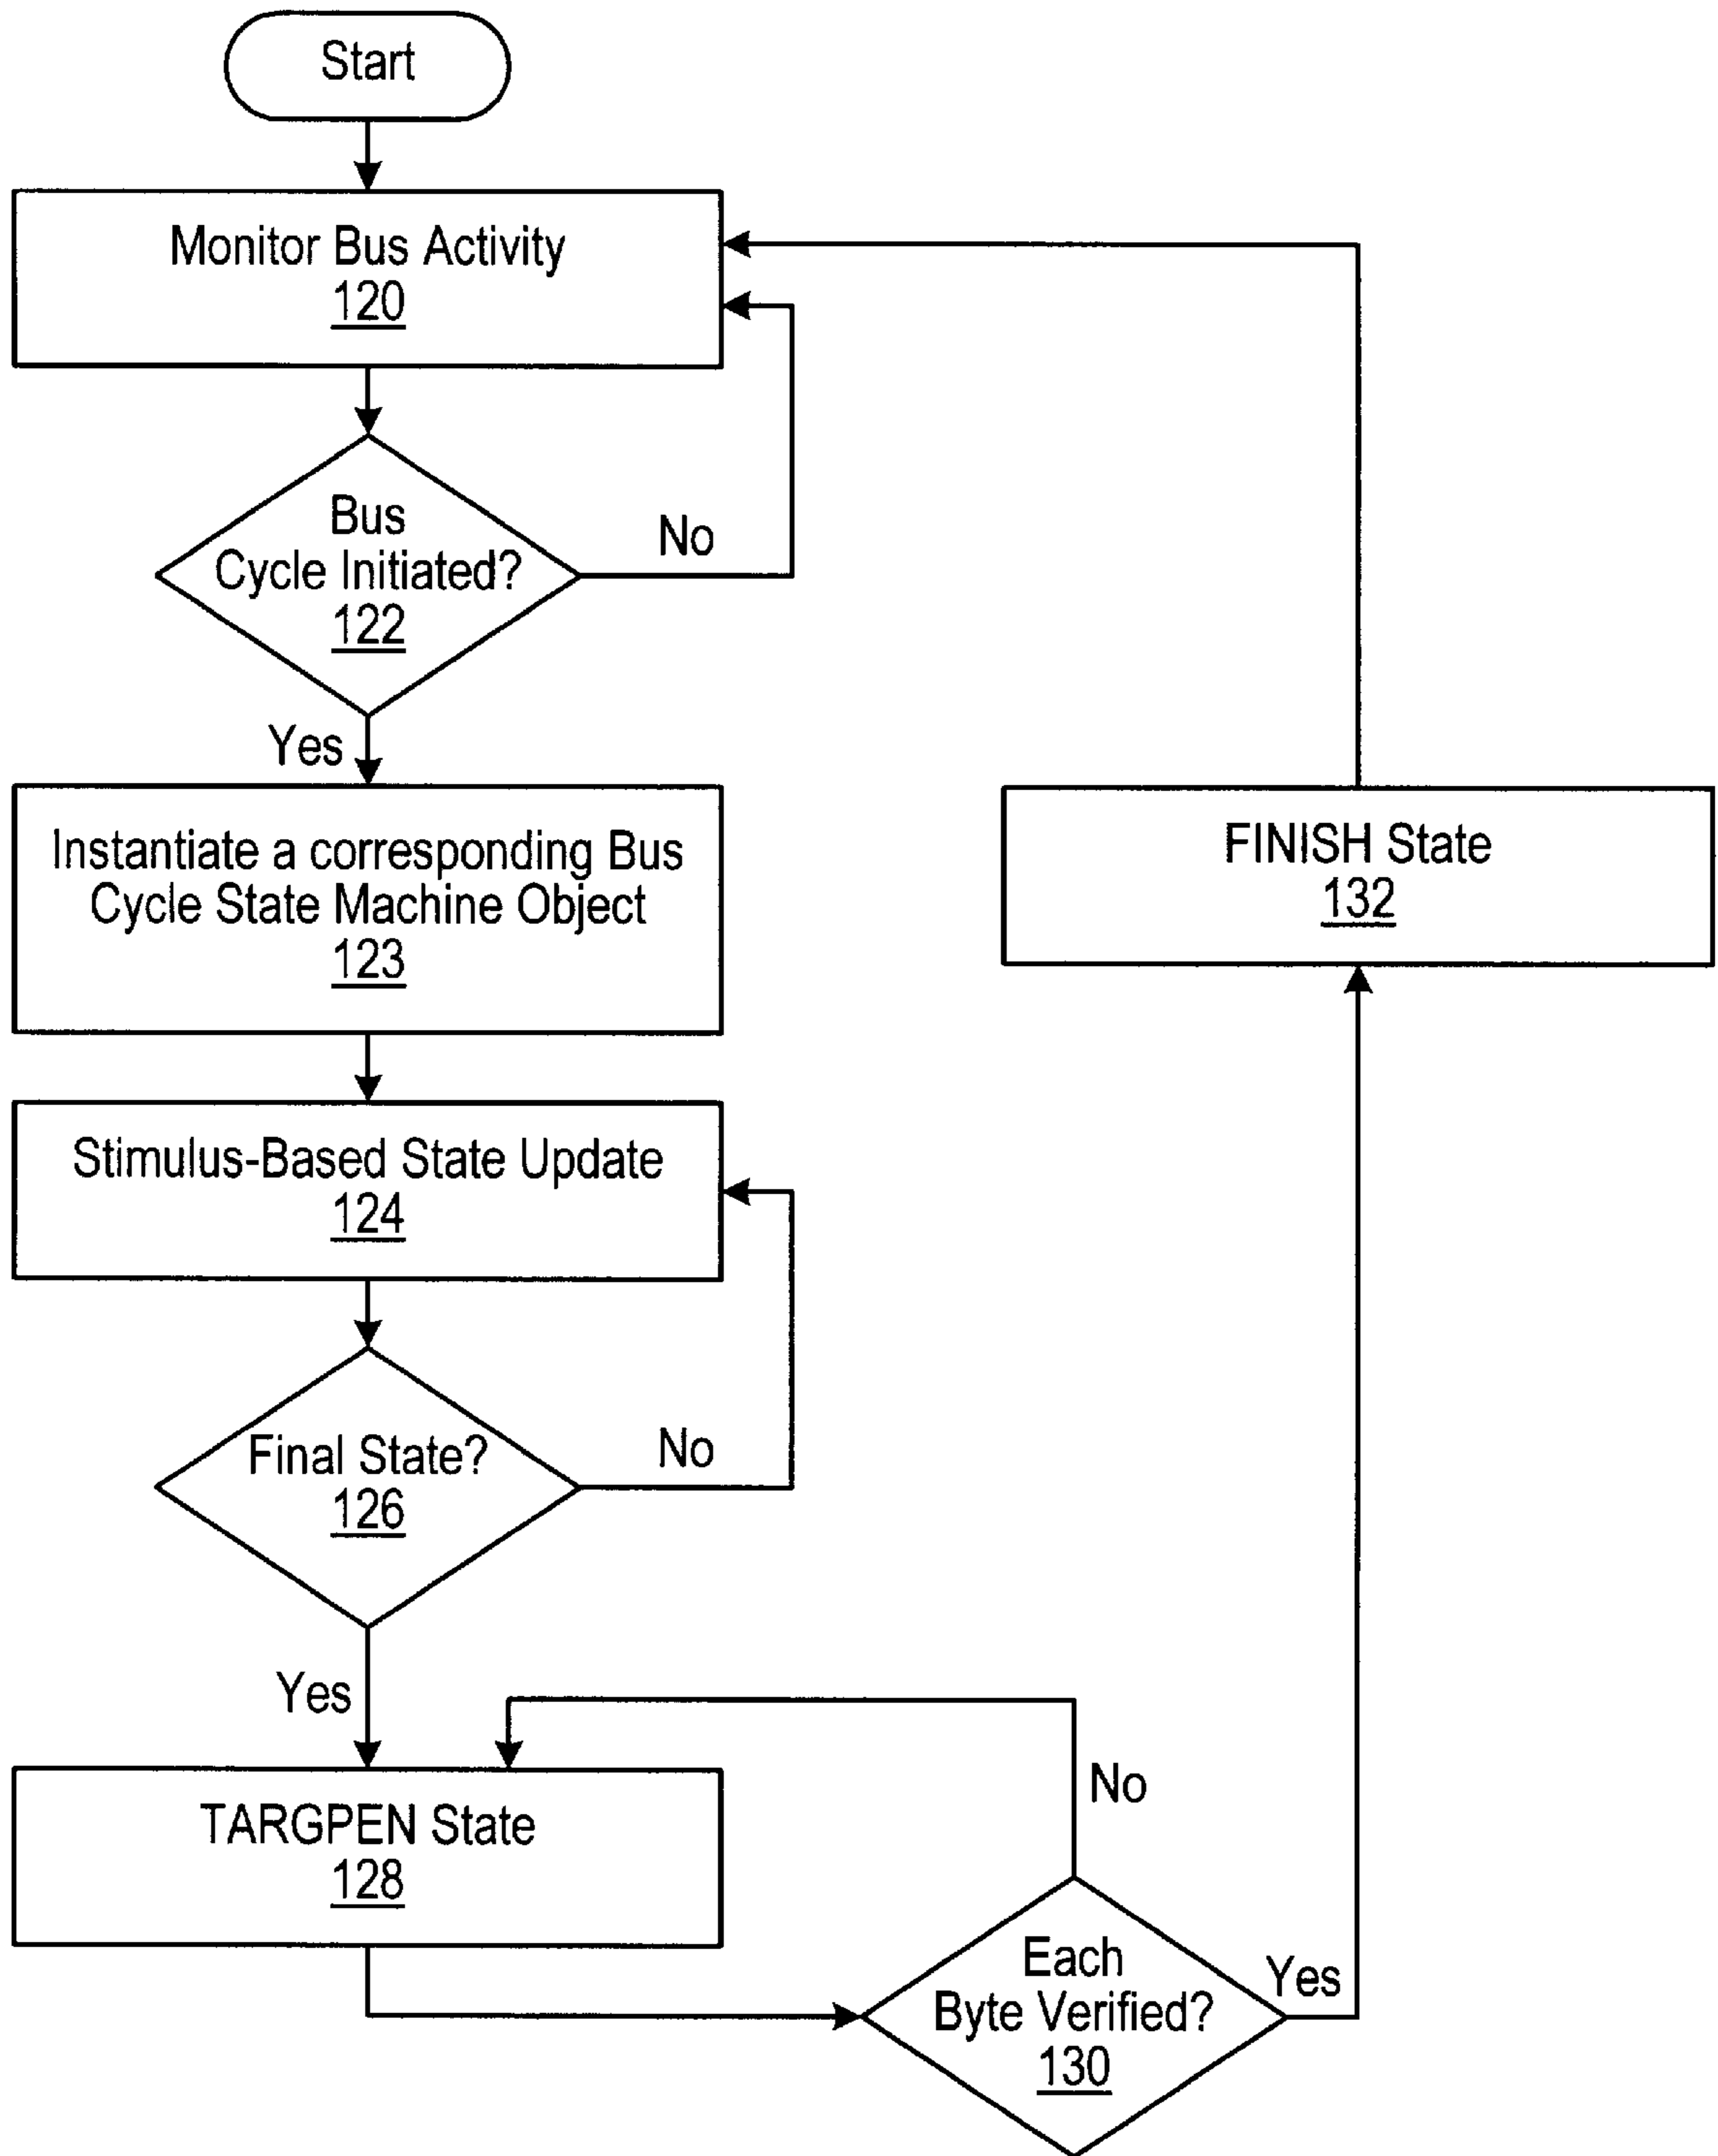 Start
Monitor Bus Activity
120
Bus
Cycle Initiated?
122
No
Yes
Instantiate a corresponding Bus
Cycle State Machine Object
123
FINISH State
132
Stimulus-Based State Update
124
Final State?
126
No
Yes
TARGPEN State
128
No
Each
Byte Verified?
130
Yes